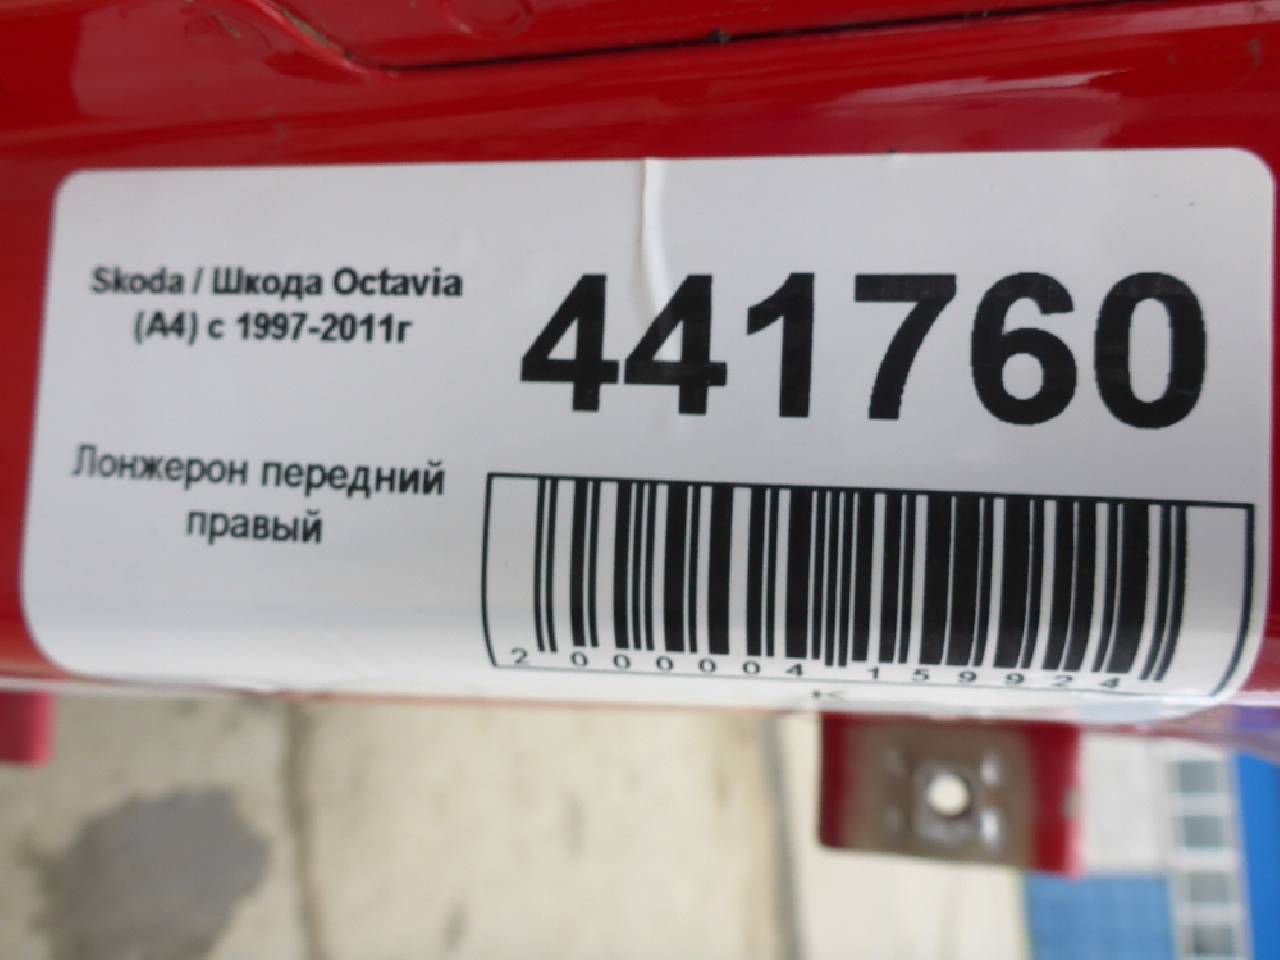 Skoda / Шкода Octavia
(A4) с 1997-2011г
441760
Лонжерон передний
правый
2 000004 159924
K